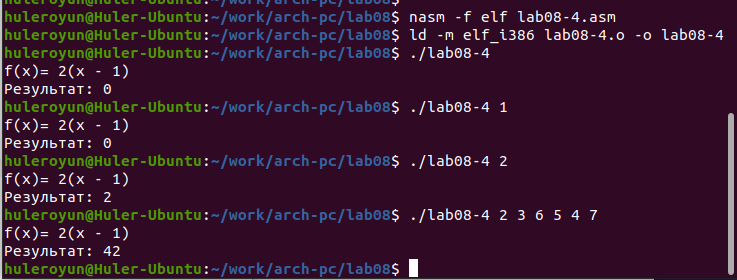 huleroyun@Huler-Ubuntu:~/work/arch-pc/lab08$ nasm -f elf lab08-4.asm
huleroyun@Huler-Ubuntu:~/work/arch-pc/lab08$ ld -m elf_i386 lab08-4.o -o lab08-4
huleroyun@Huler-Ubuntu:~/work/arch-pc/lab08$ ./lab08-4
f(x)= 2(x - 1)
Результат: 0
huleroyun@Huler-Ubuntu:~/work/arch-pc/lab08$ ./lab08-4 1
f(x)= 2(x - 1)
Результат: 0
huleroyun@Huler-Ubuntu:~/work/arch-pc/lab08$ ./lab08-4 2
f(x)= 2(x - 1)
Результат: 2
huleroyun@Huler-Ubuntu:~/work/arch-pc/lab08$ ./lab08-4 2 3 6 5 4 7
f(x)= 2(x - 1)
Результат: 42
huleroyun@Huler-Ubuntu:~/work/arch-pc/lab08$